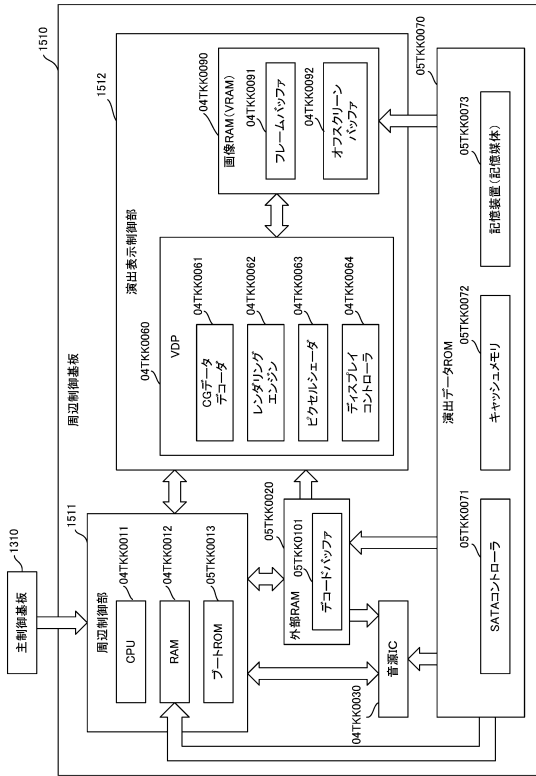 主制御基板
1310
1510
周辺制御基板
1511
周辺制御部
CPU
04TKK0011
RAM
04TKK0012
ブートROM
05TKK0013
1512
演出表示制御部
04TKK0060
VDP
04TKK0061
CGデータ
デコーダ
04TKK0062
レンダリング
エンジン
04TKK0063
ピクセルシェーダ
04TKK0064
ディスプレイ
コントローラ
04TKK0090
画像RAM(VRAM)
04TKK0091
フレームバッファ
04TKK0092
オフスクリーン
バッファ
05TKK0020
外部RAM
05TKK0101
デコードバッファ
04TKK0030
音源IC
05TKK0070
演出データROM
05TKK0071
SATAコントローラ
05TKK0072
キャッシュメモリ
05TKK0073
記憶装置(記憶媒体)